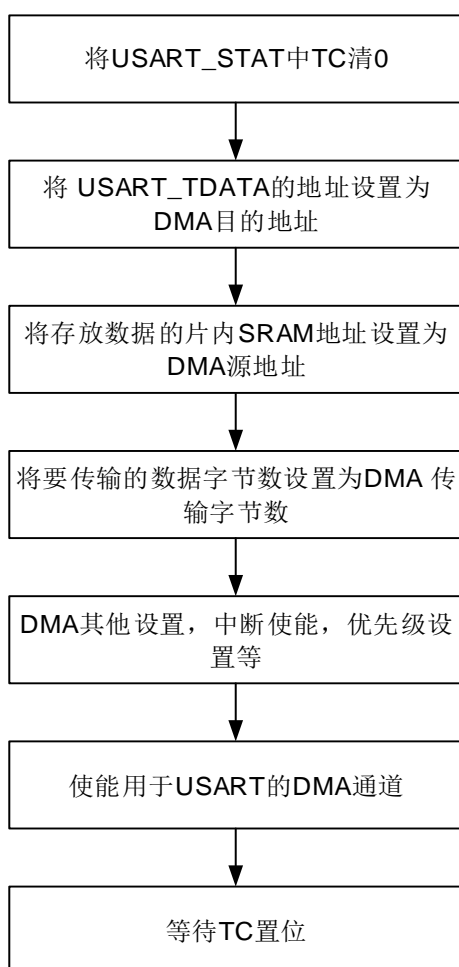 将USART_STAT中TC清0
将 USART_TDATA的地址设置为
DMA目的地址
将存放数据的片内SRAM地址设置为
DMA源地址
将要传输的数据字节数设置为DMA 传
输字节数
DMA其他设置，中断使能，优先级设
置等
使能用于USART的DMA通道
等待TC置位